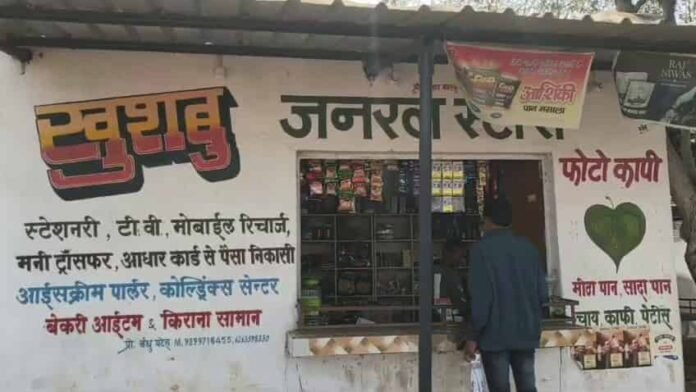 खुशबु
जनरल स्टोर्स
आशिकी
पान मसाला
RAJ
NIWAS
फोटो कापी
स्टेशनरी, टी.वी, मोबाईल रिचार्ज,
मनी ट्रॉसफर, आधार कार्ड से पैसा निकासी
आईसक्रीम पार्लर, कोल्ड्रिंक्स सेन्टर
बेकरी आईटम & किराना सामान
मीठा पान, सादा पान
चाय, काफी, पेटीस